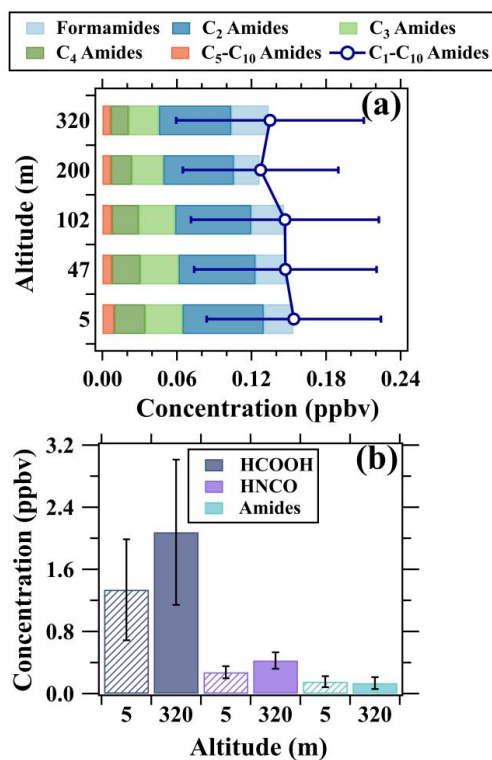 Formamides C₂ Amides C₃ Amides
C₄ Amides C₅-C₁₀ Amides C₁-C₁₀ Amides
(a)
320
200
102
47
5
Altitude (m)
0.00 0.06 0.12 0.18 0.24
Concentration (ppbv)
(b)
HCOOH
HNCO
Amides
3.2
2.4
1.6
0.8
0.0
Concentration (ppbv)
5 320 5 320 5 320
Altitude (m)